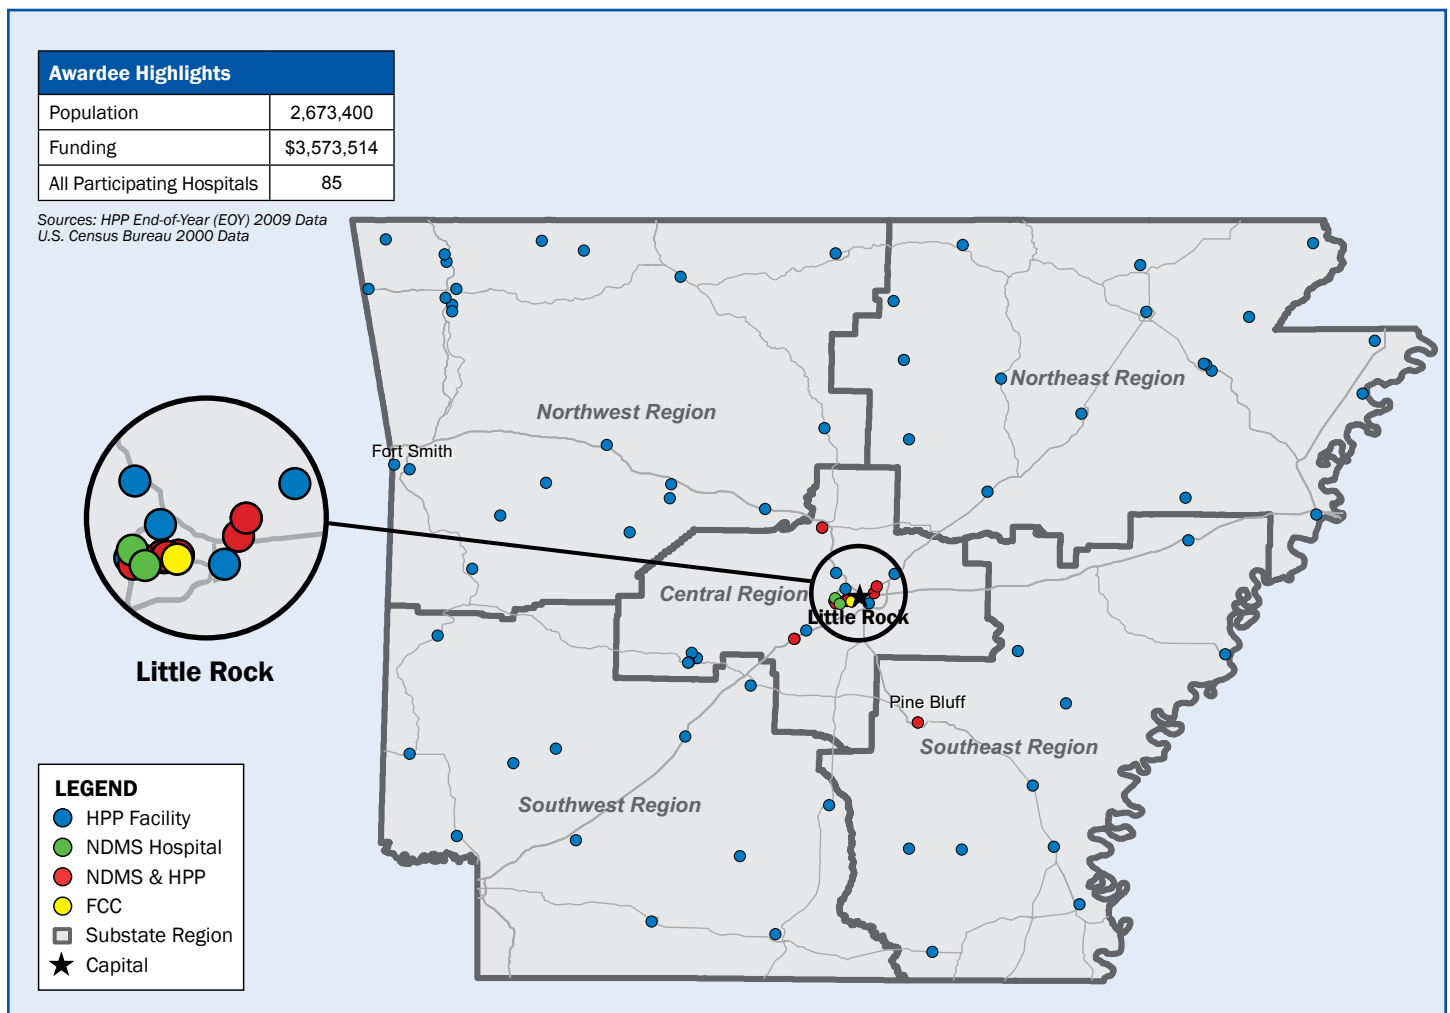 Awardee Highlights
Population 2,673,400
Funding $3,573,514
All Participating Hospitals 85
Sources: HPP End-of-Year (EOY) 2009 Data
U.S. Census Bureau 2000 Data
Northeast Region
Northwest Region
Fort Smith
Central Region
Little Rock
Little Rock
Pine Bluff
Southeast Region
Southwest Region
LEGEND
HPP Facility
NDMS Hospital
NDMS & HPP
FCC
Substate Region
Capital